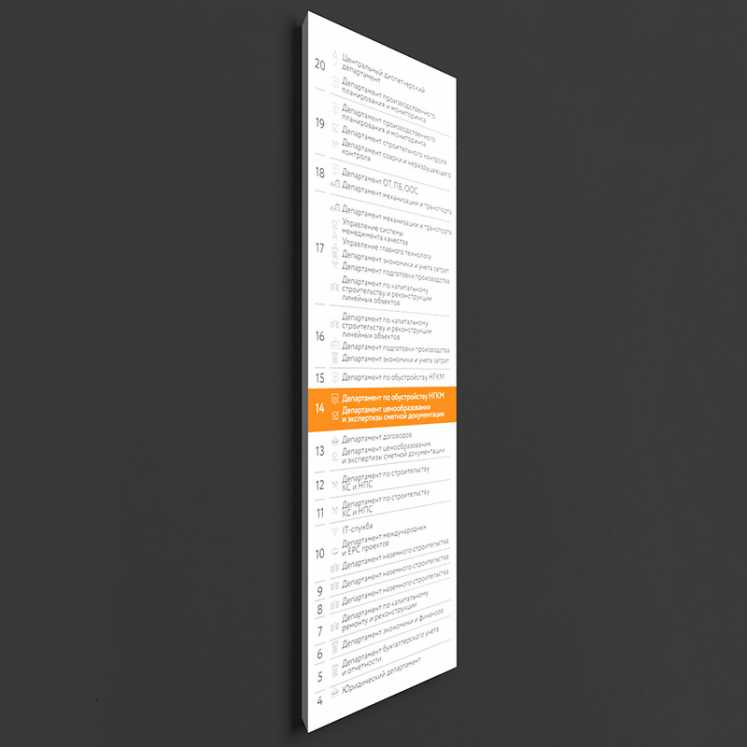 20
Центральный диспетчерский
департамент
Департамент производственного
планирования и мониторинга
19
Департамент производственного
планирования и мониторинга
Департамент строительного контроля
Департамент сварки и неразрушающего
контроля
18
Департамент ОТ, ПБ, ООС
Департамент механизации и транспорта
17
Департамент механизации и транспорта
Управление системы
менеджмента качества
Управление главного технолога
Департамент экономики и учета затрат
Департамент подготовки производства
Департамент по капитальному
строительству и реконструкции
линейных объектов
16
Департамент по капитальному
строительству и реконструкции
линейных объектов
Департамент подготовки производства
Департамент экономики и учета затрат
15
Департамент по обустройству НГКМ
14
Департамент по обустройству НГКМ
Департамент ценообразования
и экспертизы сметной документации
13
Департамент договоров
Департамент ценообразования
и экспертизы сметной документации
12
Департамент по строительству
КС и НПС
11
Департамент по строительству
КС и НПС
10
IT-служба
Департамент международных
и EPC проектов
Департамент наземного строительства
9
Департамент наземного строительства
8
Департамент наземного строительства
7
Департамент по капитальному
ремонту и реконструкции
6
Департамент экономики и финансов
5
Департамент бухгалтерского учета
и отчетности
4
Юридический департамент